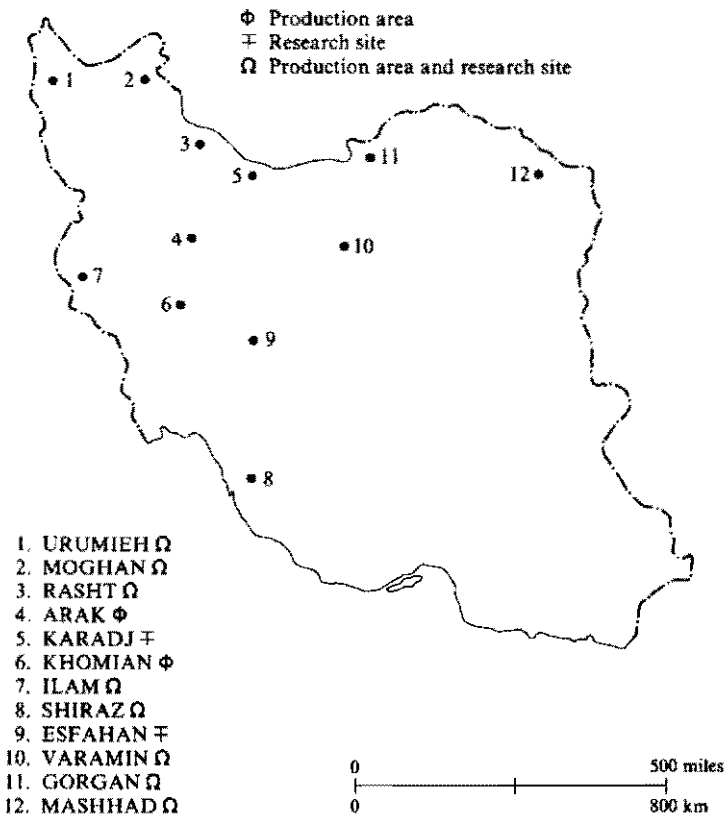 Φ Production area
∓ Research site
Ω Production area and research site
1
2
3
11
5
12
4
10
7
6
9
8
1. URUMIEH Ω
2. MOGHAN Ω
3. RASHT Ω
4. ARAK Φ
5. KARADJ ∓
6. KHOMIAN Φ
7. ILAM Ω
8. SHIRAZ Ω
9. ESFAHAN ∓
10. VARAMIN Ω
11. GORGAN Ω
12. MASHHAD Ω
0 500 miles
0 800 km